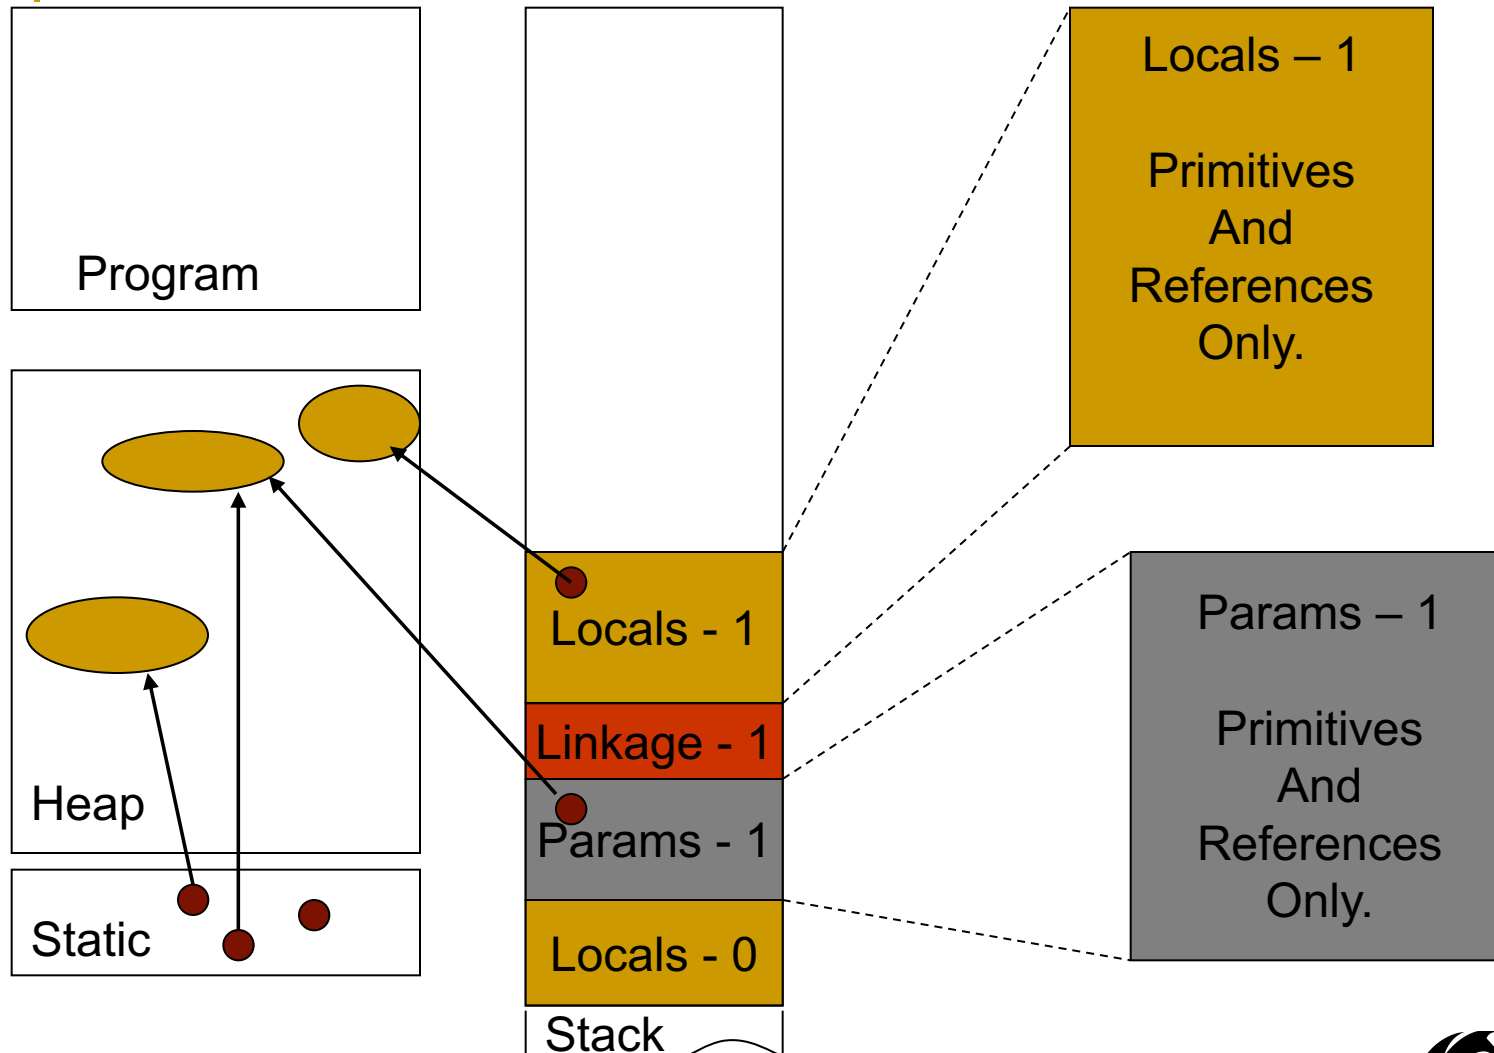 Program
Heap
Static
Locals - 1
Linkage - 1
Params - 1
Locals - 0
Stack
Locals – 1
Primitives
And
References
Only.
Params – 1
Primitives
And
References
Only.